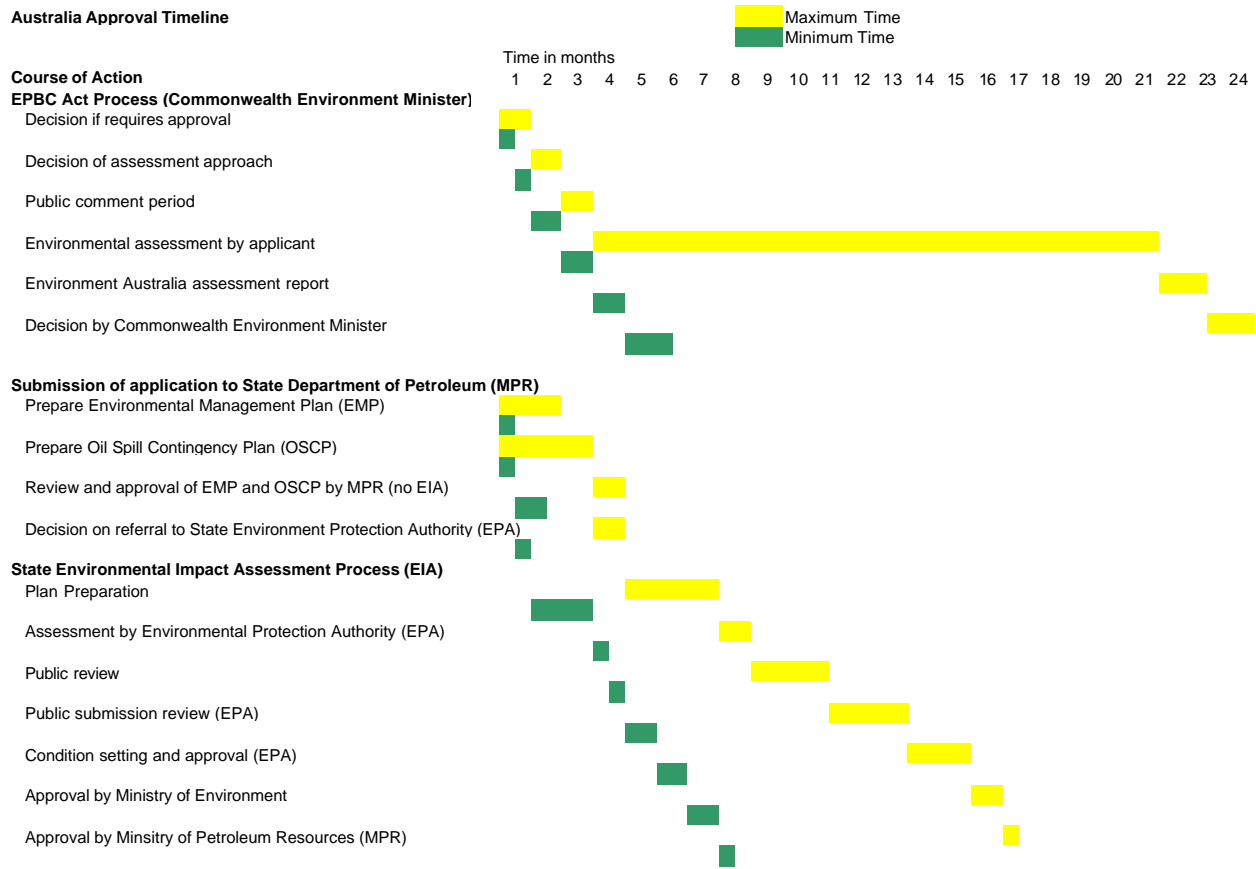 Australia Approval Timeline
Maximum Time
Minimum Time
Time in months
Course of Action 1 2 3 4 5 6 7 8 9 10 11 12 13 14 15 16 17 18 19 20 21 22 23 24
EPBC Act Process (Commonwealth Environment Minister)
Decision if requires approval
Decision of assessment approach
Public comment period
Environmental assessment by applicant
Environment Australia assessment report
Decision by Commonwealth Environment Minister
Submission of application to State Department of Petroleum (MPR)
Prepare Environmental Management Plan (EMP)
Prepare Oil Spill Contingency Plan (OSCP)
Review and approval of EMP and OSCP by MPR (no EIA)
Decision on referral to State Environment Protection Authority (EPA)
State Environmental Impact Assessment Process (EIA)
Plan Preparation
Assessment by Environmental Protection Authority (EPA)
Public review
Public submission review (EPA)
Condition setting and approval (EPA)
Approval by Ministry of Environment
Approval by Minsitry of Petroleum Resources (MPR)